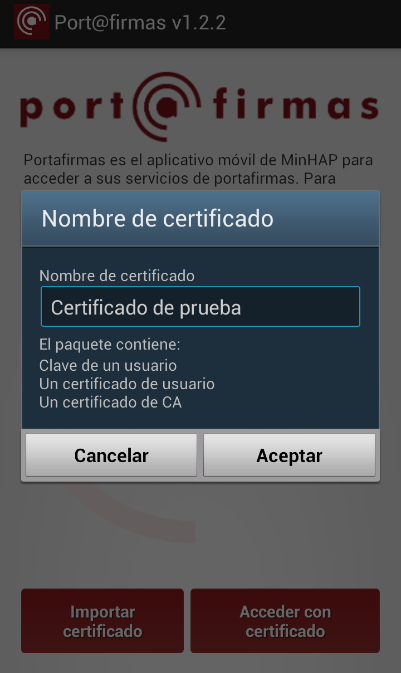 Port@firmas v1.2.2
port@firmas
Portafirmas es el aplicativo móvil de MinHAP para
acceder a sus servicios de portafirmas. Para
Nombre de certificado
Nombre de certificado
Certificado de prueba
El paquete contiene:
Clave de un usuario
Un certificado de usuario
Un certificado de CA
Cancelar
Aceptar
Importar
certificado
Acceder con
certificado